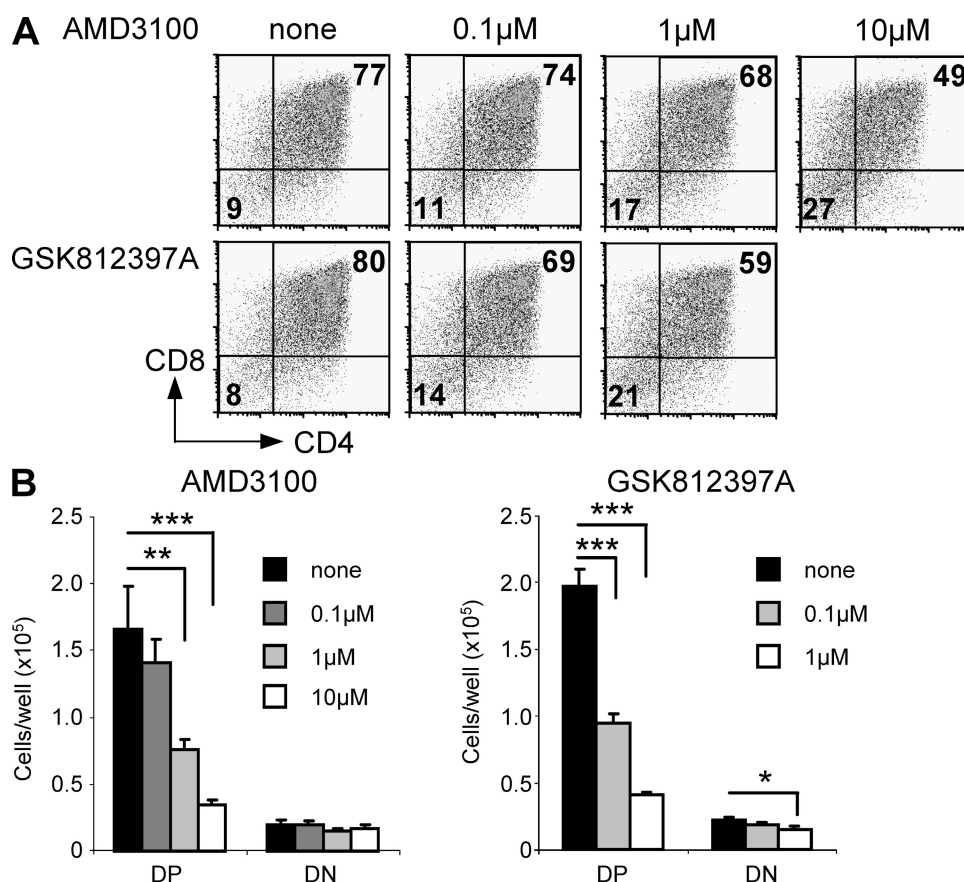 A AMD3100 none 0.1µM 1µM 10µM
77 74 68 49
9 11 17 27
GSK812397A
80 69 59
8 14 21
CD8
CD4
B AMD3100 GSK812397A
Cells/well (x10⁵)
2.5
2.0
1.5
1.0
0.5
0
***
**
none
0.1µM
1µM
10µM
DP DN
Cells/well (x10⁵)
2.5
2.0
1.5
1.0
0.5
0
***
***
*
none
0.1µM
1µM
DP DN